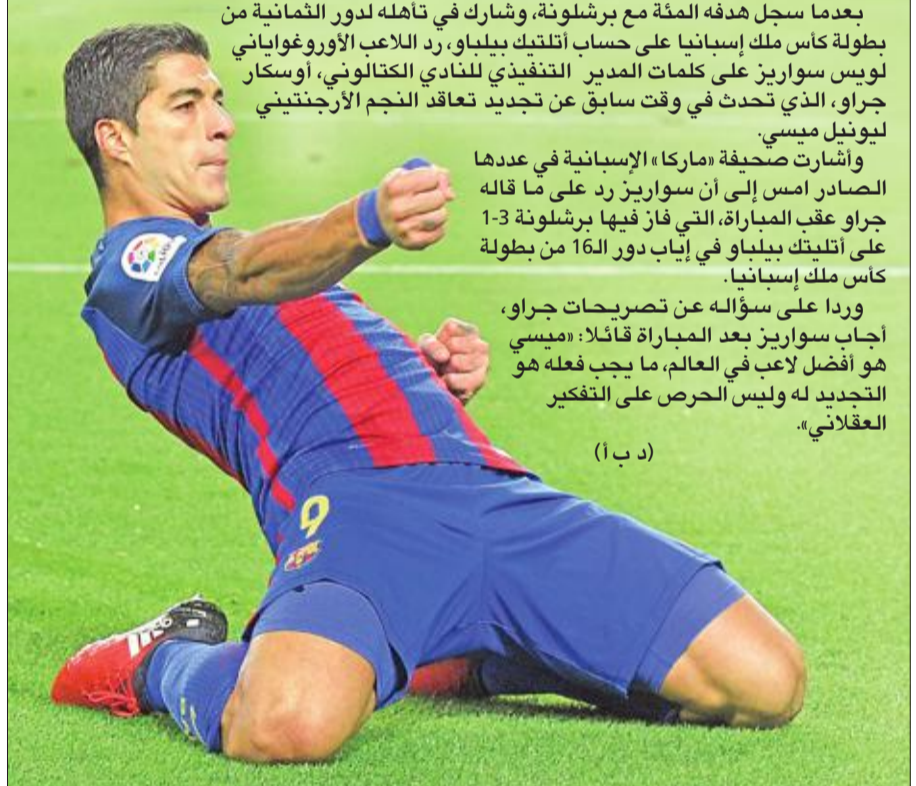 بعدما سجل هدفه المئة مع برشلونة، وشارك في تأهله لدور الثمانية من
بطولة كأس ملك إسبانيا على حساب أتلتيك بيلباو، رد اللاعب الأوروغواياني
لويس سواريز على كلمات المدير التنفيذي للنادي الكتالوني، أوسكار
جراو، الذي تحدث في وقت سابق عن تجديد تعاقد النجم الأرجنتيني
ليونيل ميسي.
وأشارت صحيفة «ماركا» الإسبانية في عددها
الصادر امس إلى أن سواريز رد على ما قاله
جراو عقب المباراة، التي فاز فيها برشلونة 3-1
على أتليتك بيلباو في إياب دور الـ16 من بطولة
كأس ملك إسبانيا.
وردا على سؤاله عن تصريحات جراو،
أجاب سواريز بعد المباراة قائلا: «ميسي
هو أفضل لاعب في العالم، ما يجب فعله هو
التجديد له وليس الحرص على التفكير
العقلاني».
(د ب أ)
9